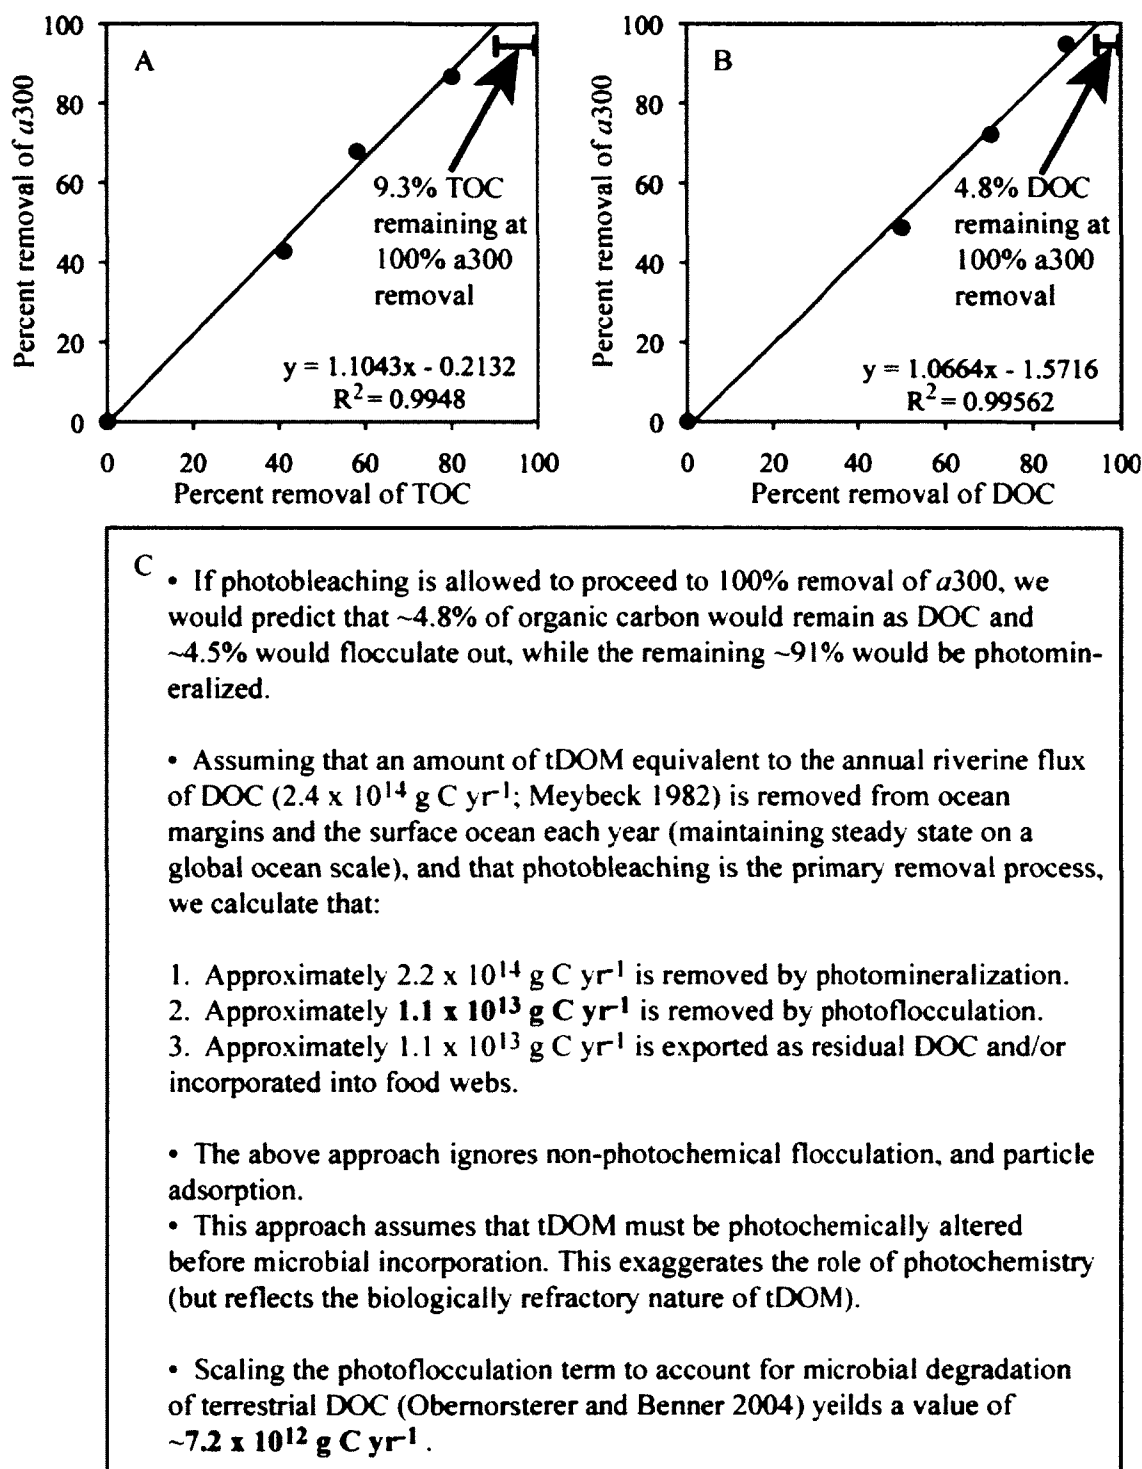 A
100
80
60
40
20
0
Percent removal of a300
9.3% TOC
remaining at
100% a300
removal
y = 1.1043x - 0.2132
R² = 0.9948
0 20 40 60 80 100
Percent removal of TOC
B
100
80
60
40
20
0
Percent removal of a300
4.8% DOC
remaining at
100% a300
removal
y = 1.0664x - 1.5716
R² = 0.99562
0 20 40 60 80 100
Percent removal of DOC
C • If photobleaching is allowed to proceed to 100% removal of a300, we
would predict that ~4.8% of organic carbon would remain as DOC and
~4.5% would flocculate out, while the remaining ~91% would be photomin-
eralized.
• Assuming that an amount of tDOM equivalent to the annual riverine flux
of DOC (2.4 x 10¹⁴ g C yr⁻¹; Meybeck 1982) is removed from ocean
margins and the surface ocean each year (maintaining steady state on a
global ocean scale), and that photobleaching is the primary removal process,
we calculate that:
1. Approximately 2.2 x 10¹⁴ g C yr⁻¹ is removed by photomineralization.
2. Approximately 1.1 x 10¹³ g C yr⁻¹ is removed by photoflocculation.
3. Approximately 1.1 x 10¹³ g C yr⁻¹ is exported as residual DOC and/or
incorporated into food webs.
• The above approach ignores non-photochemical flocculation, and particle
adsorption.
• This approach assumes that tDOM must be photochemically altered
before microbial incorporation. This exaggerates the role of photochemistry
(but reflects the biologically refractory nature of tDOM).
• Scaling the photoflocculation term to account for microbial degradation
of terrestrial DOC (Obernorsterer and Benner 2004) yeilds a value of
~7.2 x 10¹² g C yr⁻¹ .